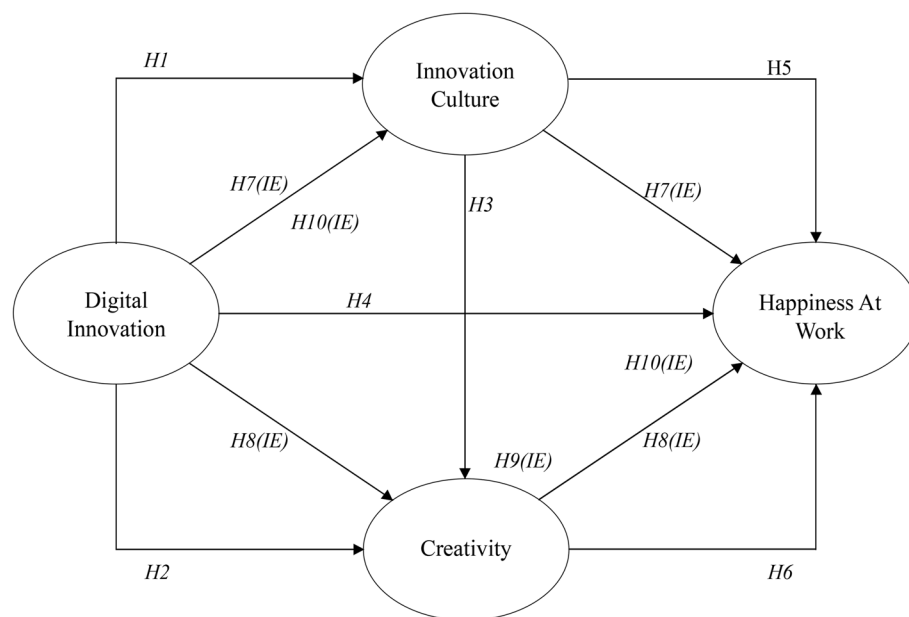 H1
Innovation
Culture
H5
H7(IE)
H10(IE)
H3
H7(IE)
Digital
Innovation
H4
Happiness At
Work
H10(IE)
H8(IE)
H9(IE)
H8(IE)
Creativity
H2
H6